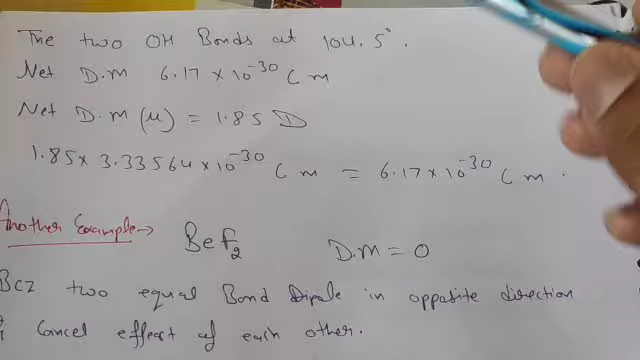 The two OH Bonds at 104.5°.
Net D.M 6.17 × 10⁻³⁰ C m
Net D.m (μ) = 1.85 D
1.85 × 3.33564 × 10⁻³⁰ C m = 6.17 × 10⁻³⁰ C m.
Another Example→ BeF₂ D.M = 0
Bcz two equal Bond Dipole in opposite direction
Cancel effect of each other.